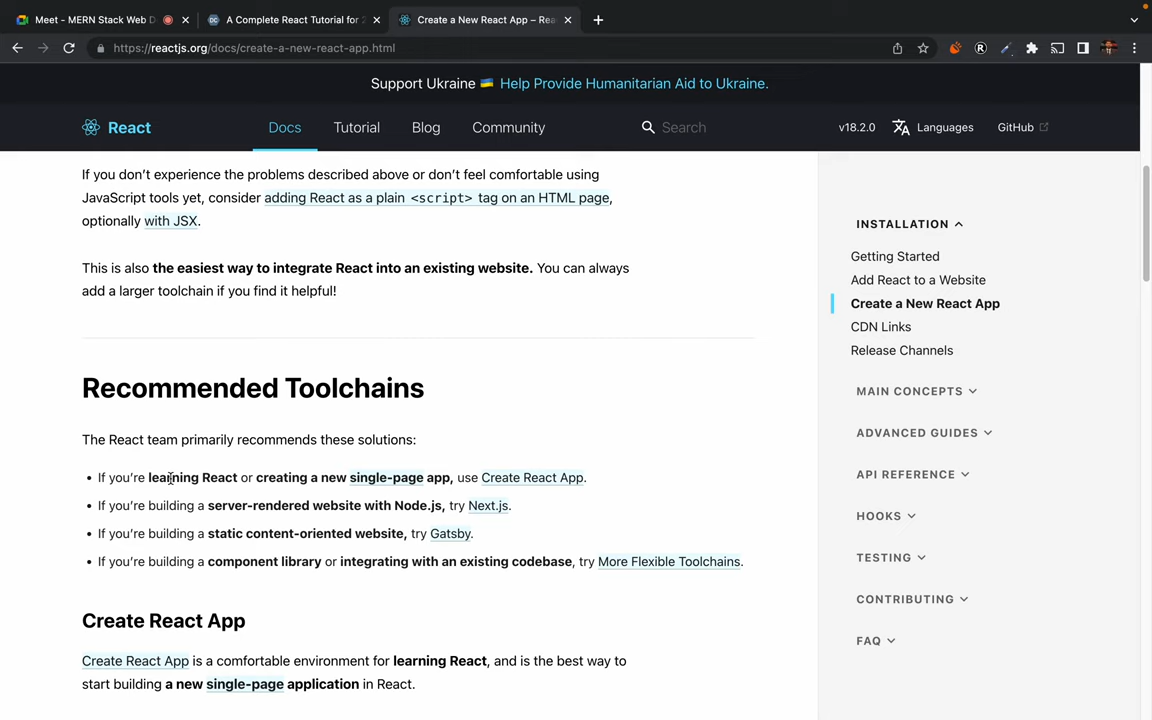 Meet - MERN Stack Web D
A Complete React Tutorial for 2
Create a New React App – Rea
https://reactjs.org/docs/create-a-new-react-app.html
Support Ukraine 🇺🇦 Help Provide Humanitarian Aid to Ukraine.
React
Docs
Tutorial
Blog
Community
Search
v18.2.0
Languages
GitHub
If you don’t experience the problems described above or don’t feel comfortable using
JavaScript tools yet, consider adding React as a plain <script> tag on an HTML page,
optionally with JSX.
This is also the easiest way to integrate React into an existing website. You can always
add a larger toolchain if you find it helpful!
Recommended Toolchains
The React team primarily recommends these solutions:
• If you’re learning React or creating a new single-page app, use Create React App.
• If you’re building a server-rendered website with Node.js, try Next.js.
• If you’re building a static content-oriented website, try Gatsby.
• If you’re building a component library or integrating with an existing codebase, try More Flexible Toolchains.
Create React App
Create React App is a comfortable environment for learning React, and is the best way to
start building a new single-page application in React.
INSTALLATION
Getting Started
Add React to a Website
Create a New React App
CDN Links
Release Channels
MAIN CONCEPTS
ADVANCED GUIDES
API REFERENCE
HOOKS
TESTING
CONTRIBUTING
FAQ